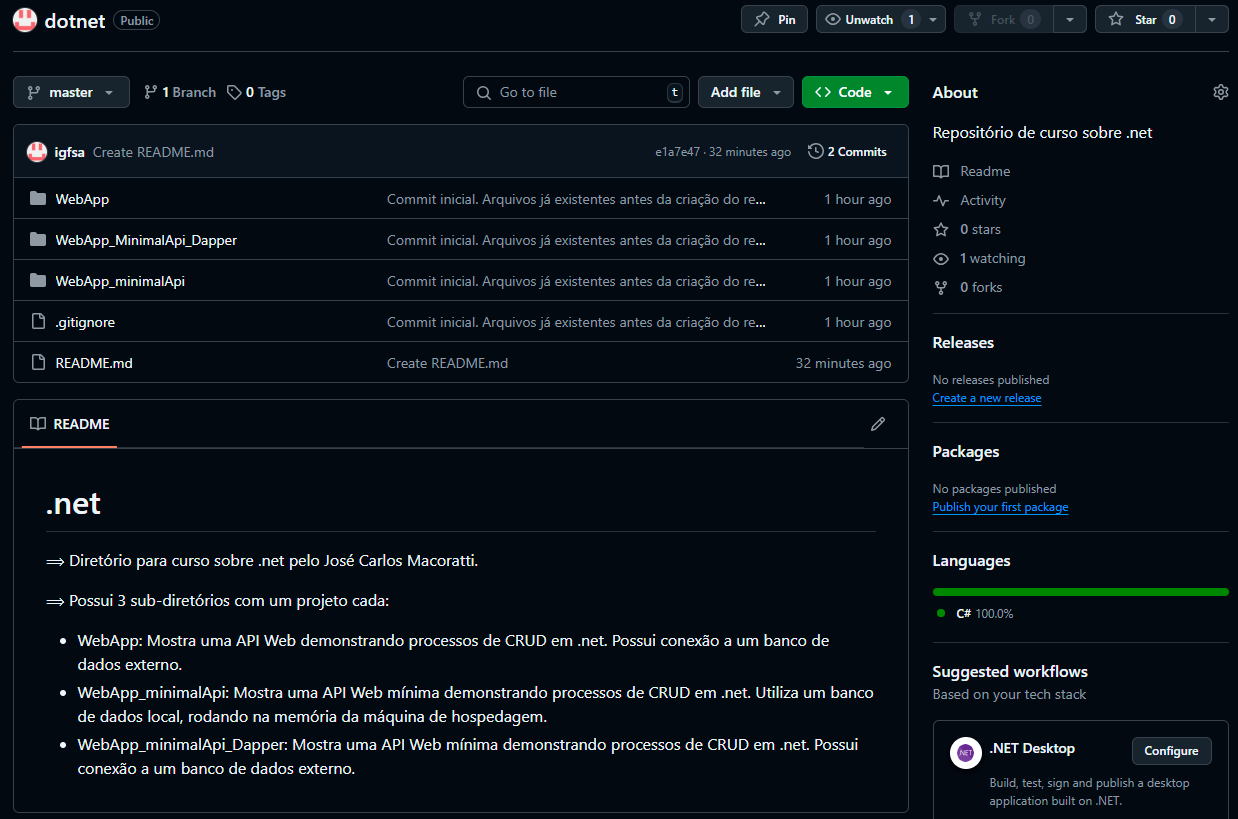 dotnet Public Pin Unwatch 1 Fork 0 Star 0
master 1 Branch 0 Tags Go to file t Add file Code
igfsa Create README.md e1a7e47 · 32 minutes ago 2 Commits
WebApp Commit inicial. Arquivos já existentes antes da criação do re... 1 hour ago
WebApp_MinimalApi_Dapper Commit inicial. Arquivos já existentes antes da criação do re... 1 hour ago
WebApp_minimalApi Commit inicial. Arquivos já existentes antes da criação do re... 1 hour ago
.gitignore Commit inicial. Arquivos já existentes antes da criação do re... 1 hour ago
README.md Create README.md 32 minutes ago
README
.net
⟹ Diretório para curso sobre .net pelo José Carlos Macoratti.
⟹ Possui 3 sub-diretórios com um projeto cada:
• WebApp: Mostra uma API Web demonstrando processos de CRUD em .net. Possui conexão a um banco de
dados externo.
• WebApp_minimalApi: Mostra uma API Web mínima demonstrando processos de CRUD em .net. Utiliza um banco
de dados local, rodando na memória da máquina de hospedagem.
• WebApp_minimalApi_Dapper: Mostra uma API Web mínima demonstrando processos de CRUD em .net. Possui
conexão a um banco de dados externo.
About
Repositório de curso sobre .net
Readme
Activity
0 stars
1 watching
0 forks
Releases
No releases published
Create a new release
Packages
No packages published
Publish your first package
Languages
C# 100.0%
Suggested workflows
Based on your tech stack
.NET
.NET Desktop Configure
Build, test, sign and publish a desktop
application built on .NET.